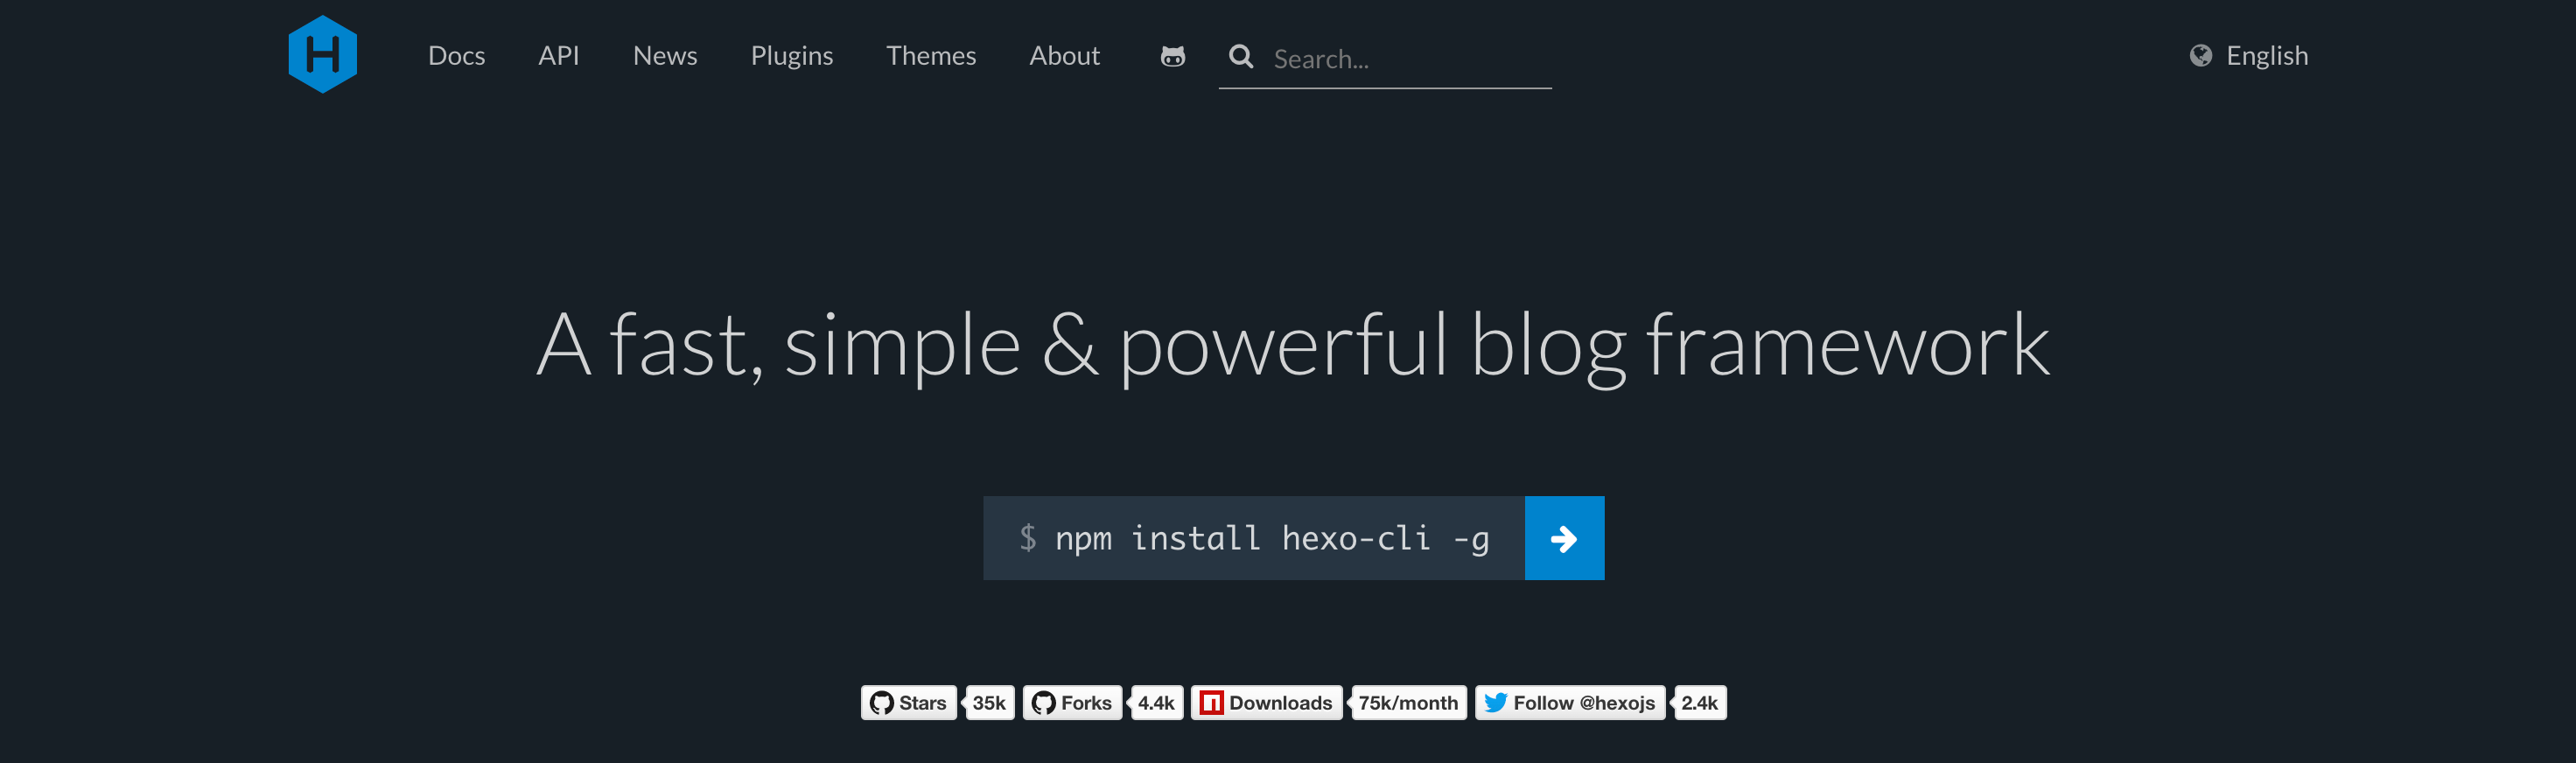 H Docs API News Plugins Themes About Search... English
A fast, simple & powerful blog framework
$ npm install hexo-cli -g
Stars 35k Forks 4.4k Downloads 75k/month Follow @hexojs 2.4k